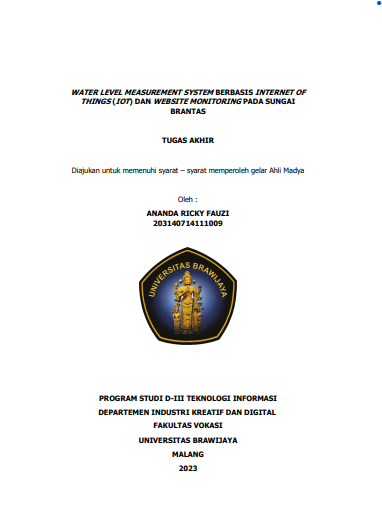 WATER LEVEL MEASUREMENT SYSTEM BERBASIS INTERNET OF
THINGS (IOT) DAN WEBSITE MONITORING PADA SUNGAI
BRANTAS
TUGAS AKHIR
Diajukan untuk memenuhi syarat – syarat memperoleh gelar Ahli Madya
Oleh :
ANANDA RICKY FAUZI
203140714111009
UNIVERSITAS BRAWIJAYA
PROGRAM STUDI D-III TEKNOLOGI INFORMASI
DEPARTEMEN INDUSTRI KREATIF DAN DIGITAL
FAKULTAS VOKASI
UNIVERSITAS BRAWIJAYA
MALANG
2023